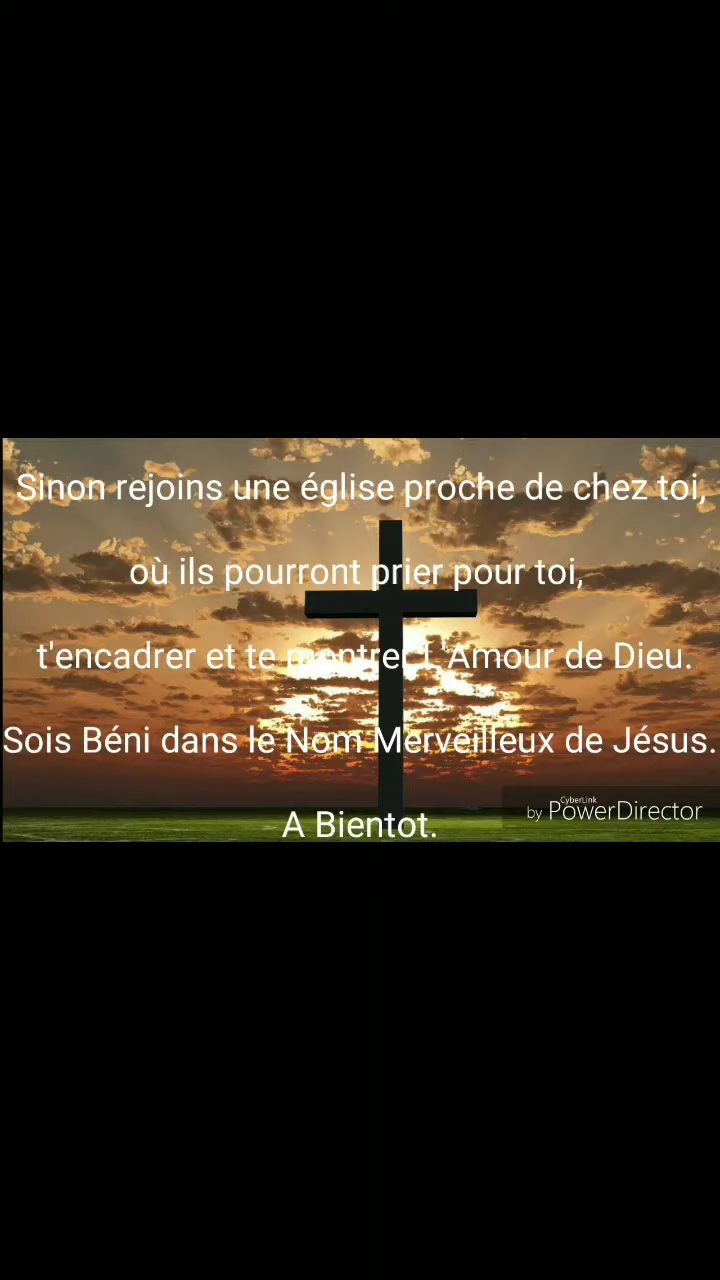 Sinon rejoins une église proche de chez toi,
où ils pourront prier pour toi,
t'encadrer et te montrer L'Amour de Dieu.
Sois Béni dans le Nom Merveilleux de Jésus.
A Bientot.
CyberLink
by PowerDirector